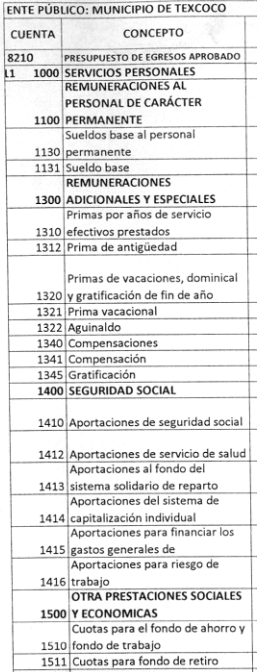 ENTE PÚBLICO: MUNICIPIO DE TEXCOCO
CUENTA CONCEPTO
8210 PRESUPUESTO DE EGRESOS APROBADO
L1 1000 SERVICIOS PERSONALES
REMUNERACIONES AL
PERSONAL DE CARÁCTER
1100 PERMANENTE
Sueldos base al personal
1130 permanente
1131 Sueldo base
REMUNERACIONES
1300 ADICIONALES Y ESPECIALES
Primas por años de servicio
1310 efectivos prestados
1312 Prima de antigüedad
Primas de vacaciones, dominical
1320 y gratificación de fin de año
1321 Prima vacacional
1322 Aguinaldo
1340 Compensaciones
1341 Compensación
1345 Gratificación
1400 SEGURIDAD SOCIAL
1410 Aportaciones de seguridad social
1412 Aportaciones de servicio de salud
Aportaciones al fondo del
1413 sistema solidario de reparto
Aportaciones del sistema de
1414 capitalización individual
Aportaciones para financiar los
1415 gastos generales de
Aportaciones para riesgo de
1416 trabajo
OTRA PRESTACIONES SOCIALES
1500 Y ECONOMICAS
Cuotas para el fondo de ahorro y
1510 fondo de trabajo
1511 Cuotas para fondo de retiro